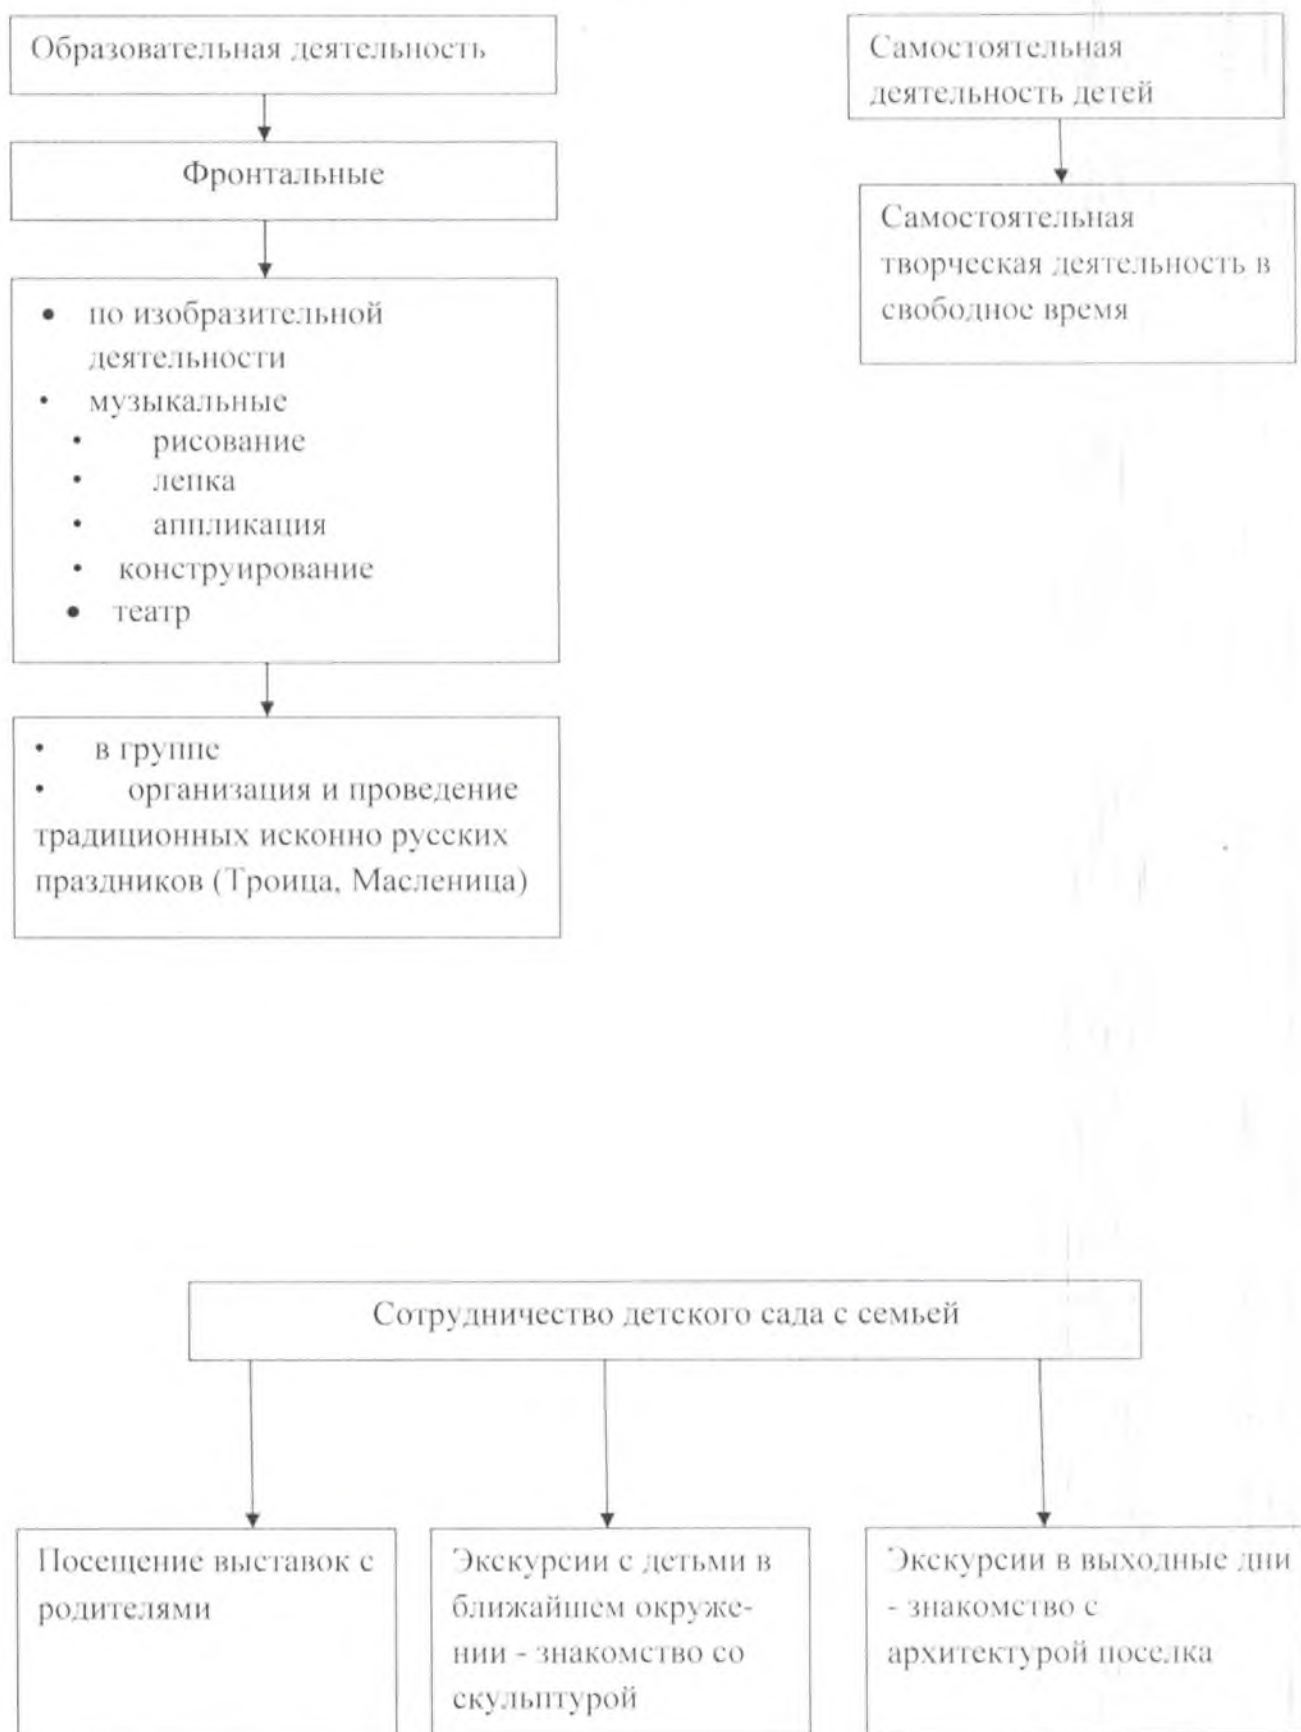 Образовательная деятельность
Фронтальные
● по изобразительной
деятельности
• музыкальные
• рисование
• лепка
• аппликация
• конструирование
● театр
• в группе
• организация и проведение
традиционных исконно русских
праздников (Троица, Масленица)
Самостоятельная
деятельность детей
Самостоятельная
творческая деятельность в
свободное время
Сотрудничество детского сада с семьей
Посещение выставок с
родителями
Экскурсии с детьми в
ближайшем окруже-
нии - знакомство со
скульптурой
Экскурсии в выходные дни
- знакомство с
архитектурой поселка